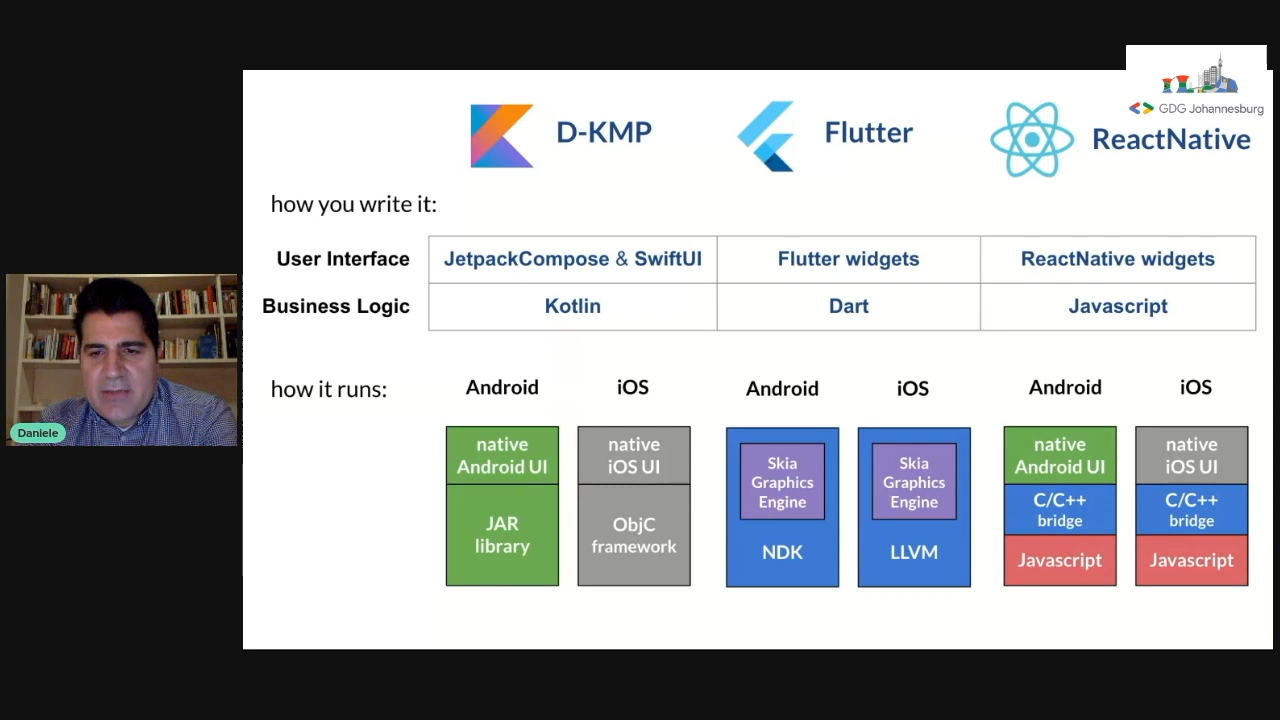 GDG Johannesburg
D-KMP
Flutter
ReactNative
how you write it:
User Interface
JetpackCompose & SwiftUI
Flutter widgets
ReactNative widgets
Business Logic
Kotlin
Dart
Javascript
how it runs:
Android
iOS
Android
iOS
Android
iOS
native
Android UI
JAR
library
native
iOS UI
ObjC
framework
Skia
Graphics
Engine
NDK
Skia
Graphics
Engine
LLVM
native
Android UI
C/C++
bridge
Javascript
native
iOS UI
C/C++
bridge
Javascript
Daniele